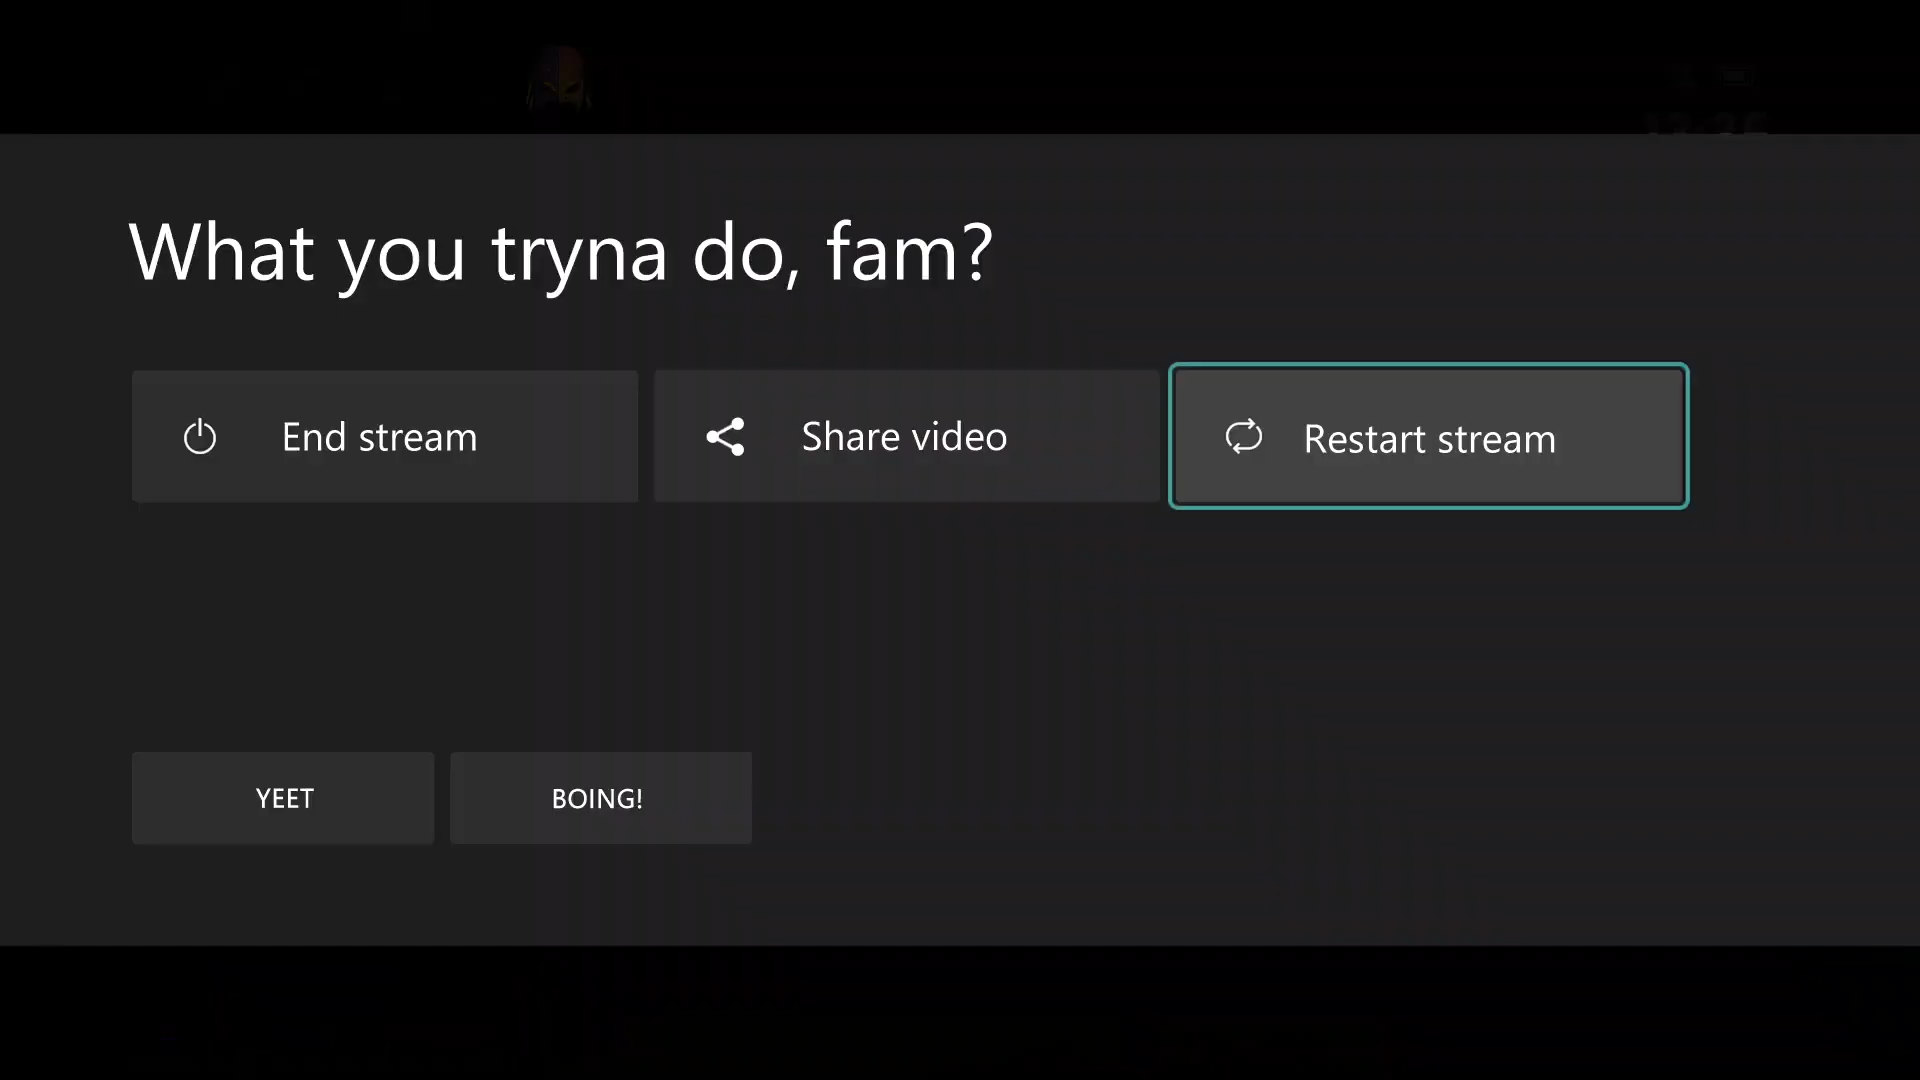 What you tryna do, fam?
End stream
Share video
Restart stream
YEET
BOING!